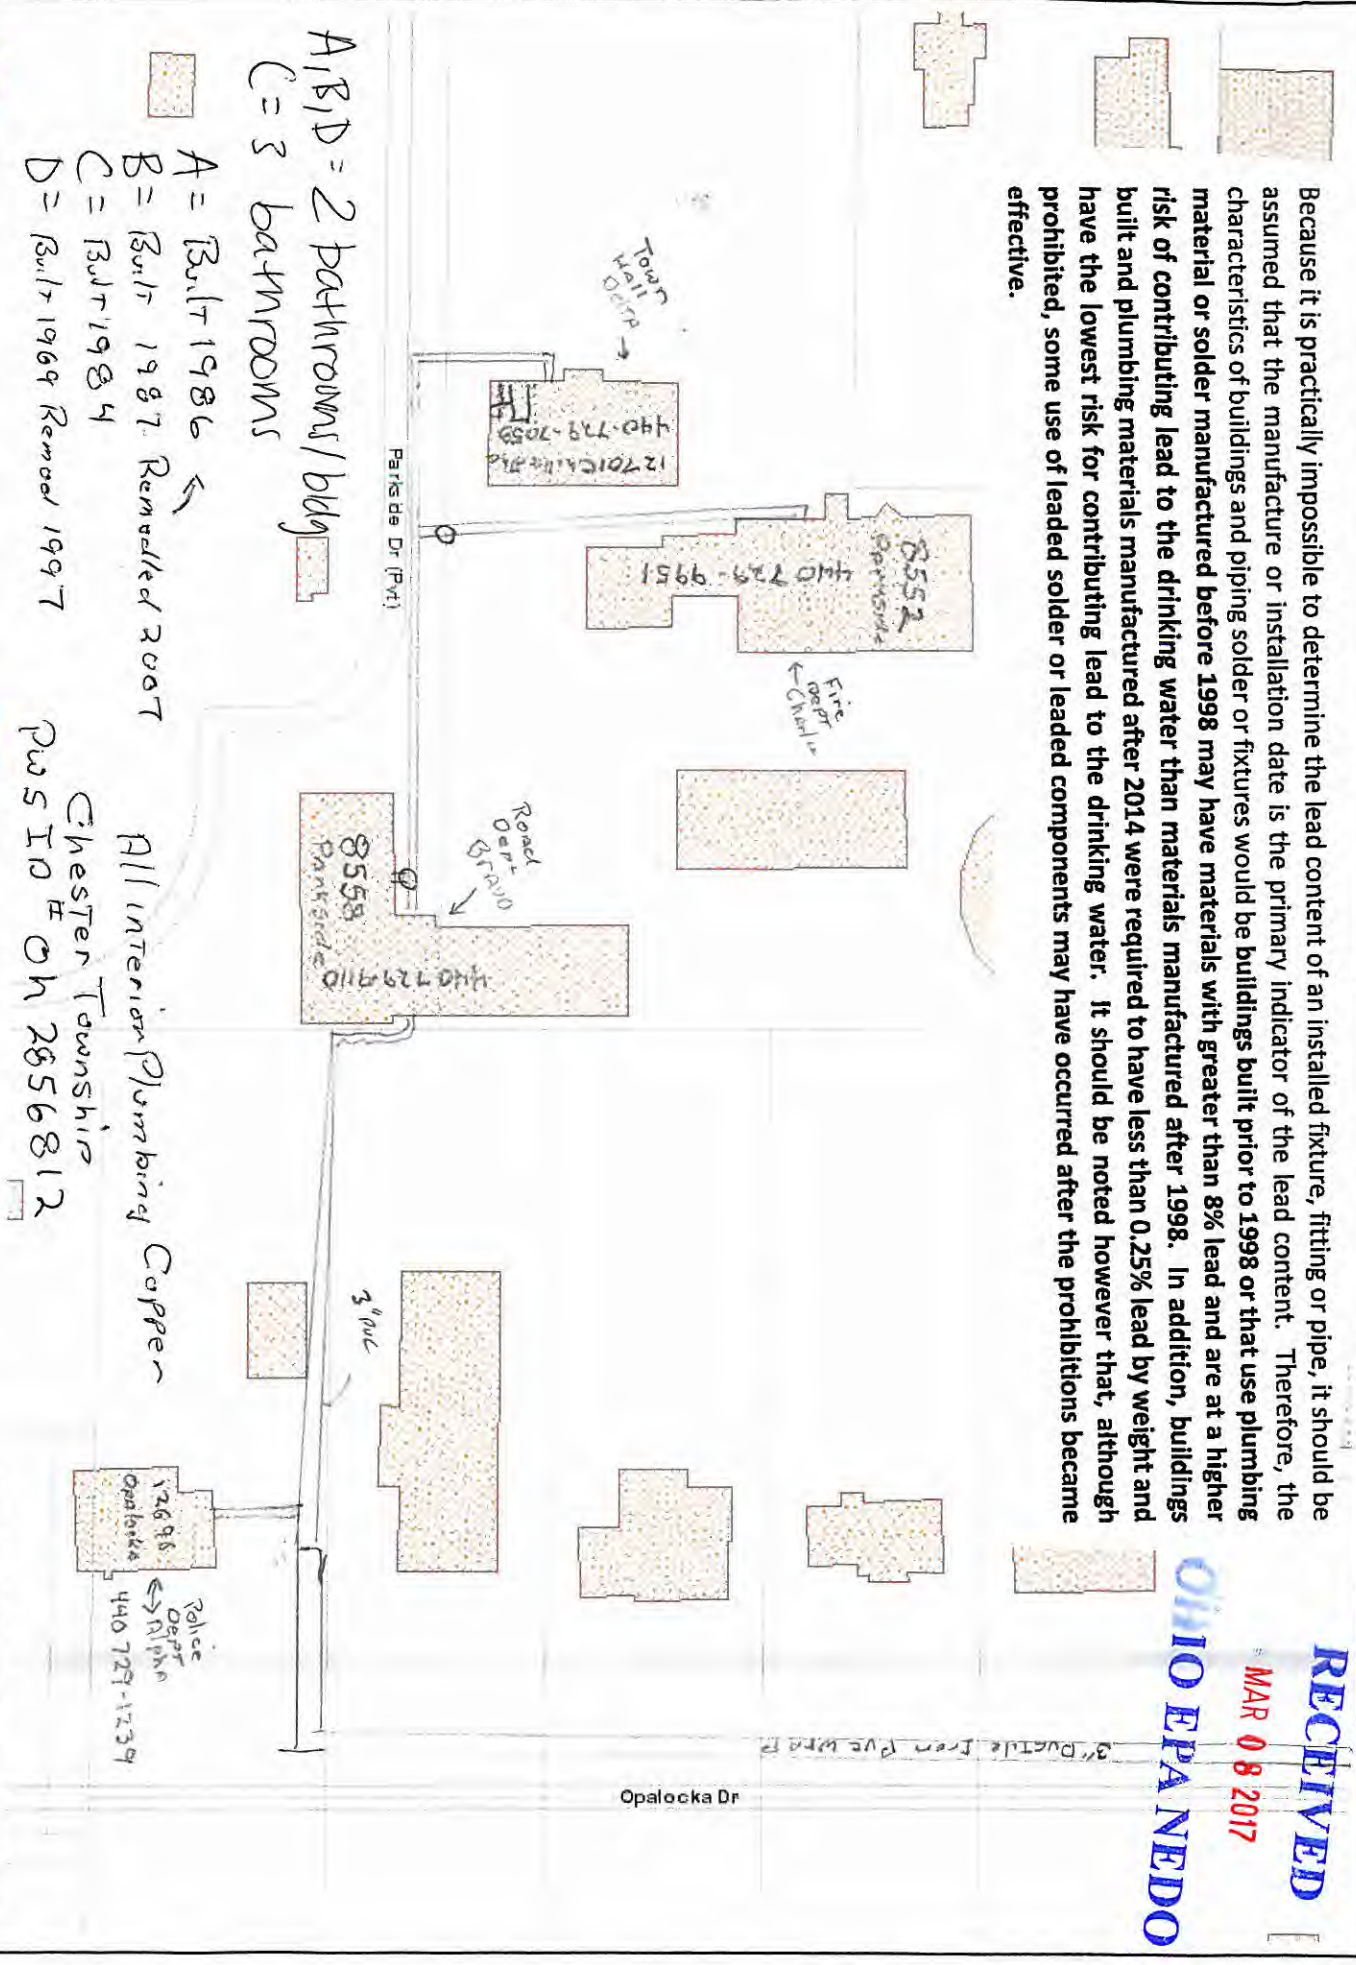 Because it is practically impossible to determine the lead content of an installed fixture, fitting or pipe, it should be
assumed that the manufacture or installation date is the primary indicator of the lead content. Therefore, the
characteristics of buildings and piping solder or fixtures would be buildings built prior to 1998 or that use plumbing
material or solder manufactured before 1998 may have materials with greater than 8% lead and are at a higher
risk of contributing lead to the drinking water than materials manufactured after 1998. In addition, buildings
built and plumbing materials manufactured after 2014 were required to have less than 0.25% lead by weight and
have the lowest risk for contributing lead to the drinking water. It should be noted however that, although
prohibited, some use of leaded solder or leaded components may have occurred after the prohibitions became
effective.
RECEIVED
MAR 08 2017
OHIO EPA NEDO
3" Ductile Iron Pvc wrap
Opalocka Dr
Town
Hall
Delta
12701
440-729-7059
8552
Parkside
440 729-9951
Fire
Dept
Charlie
Road
Dept
Bravo
8558
Parkside
440 729-9110
Parkside Dr (Pvt)
3" PVC
12698
Opalocka
Police
Dept
Alpha
440 729-1239
A,B,D = 2 bathrooms/bldg
C = 3 bathrooms
A = Built 1986
B = Built 1987 Remodled 2007
C = Built 1984
D = Built 1969 Remod 1997
All interior Plumbing Copper
Chester Township
PWS ID # Oh 2856812